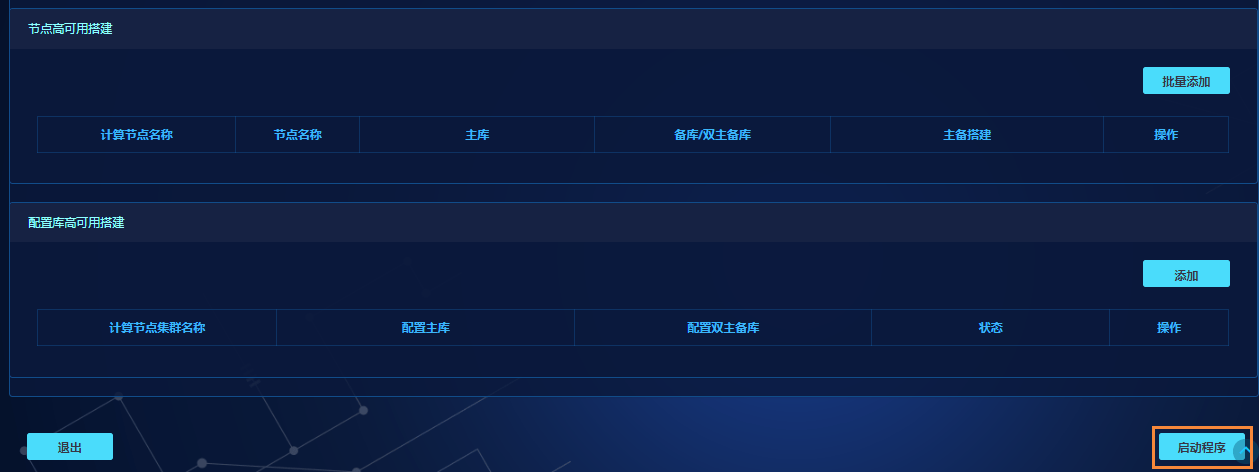 节点高可用搭建
批量添加
计算节点名称 节点名称 主库 备库/双主备库 主备搭建 操作
配置库高可用搭建
添加
计算节点集群名称 配置主库 配置双主备库 状态 操作
退出 启动程序